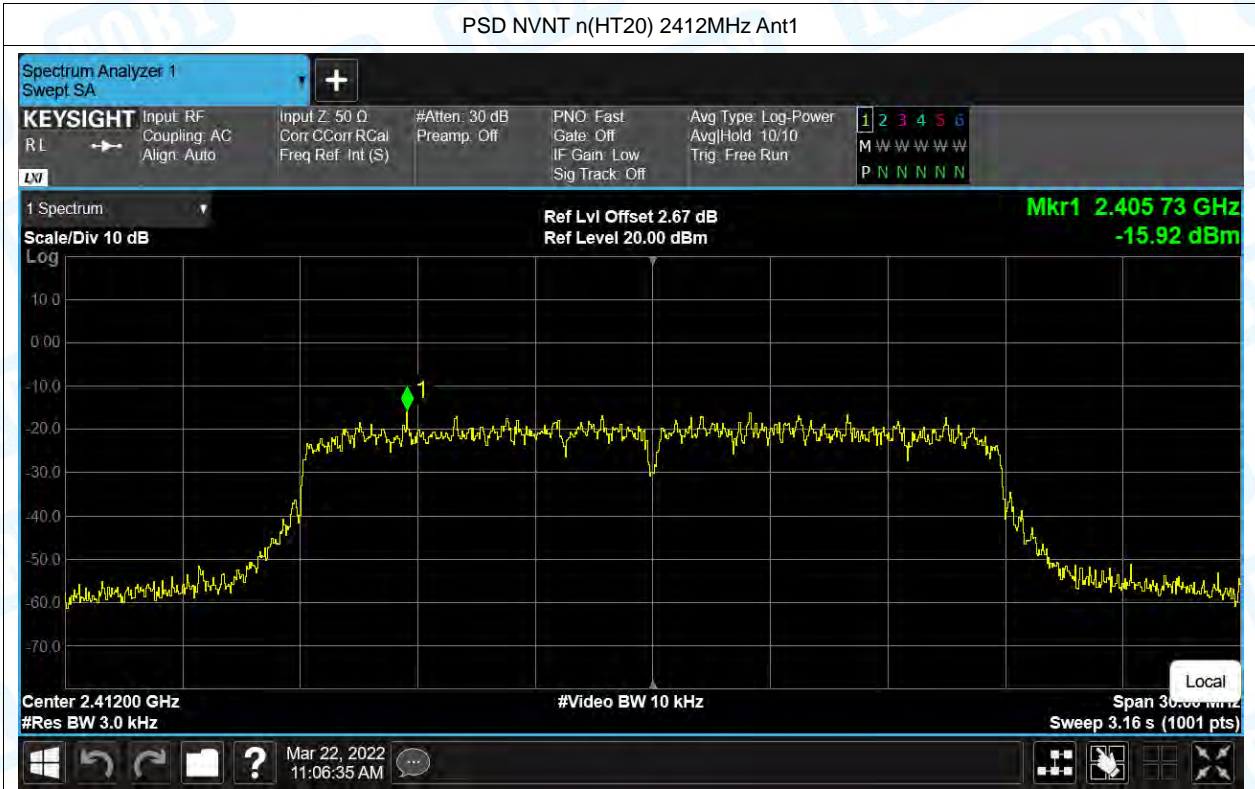 PSD NVNT n(HT20) 2412MHz Ant1
Spectrum Analyzer 1
Swept SA
KEYSIGHT
R L
LXI
Input: RF
Coupling: AC
Align: Auto
Input Z: 50 Ω
Corr CCorr RCal
Freq Ref: Int (S)
#Atten: 30 dB
Preamp: Off
PNO: Fast
Gate: Off
IF Gain: Low
Sig Track: Off
Avg Type: Log-Power
Avg|Hold: 10/10
Trig: Free Run
1 2 3 4 5 6
M W W W W W W
P N N N N N N
1 Spectrum
Scale/Div 10 dB
Ref Lvl Offset 2.67 dB
Ref Level 20.00 dBm
Mkr1 2.405 73 GHz
-15.92 dBm
Log
10.0
0.00
-10.0
-20.0
-30.0
-40.0
-50.0
-60.0
-70.0
1
Local
Center 2.41200 GHz
#Video BW 10 kHz
Span
#Res BW 3.0 kHz
Sweep 3.16 s (1001 pts)
?
Mar 22, 2022
11:06:35 AM